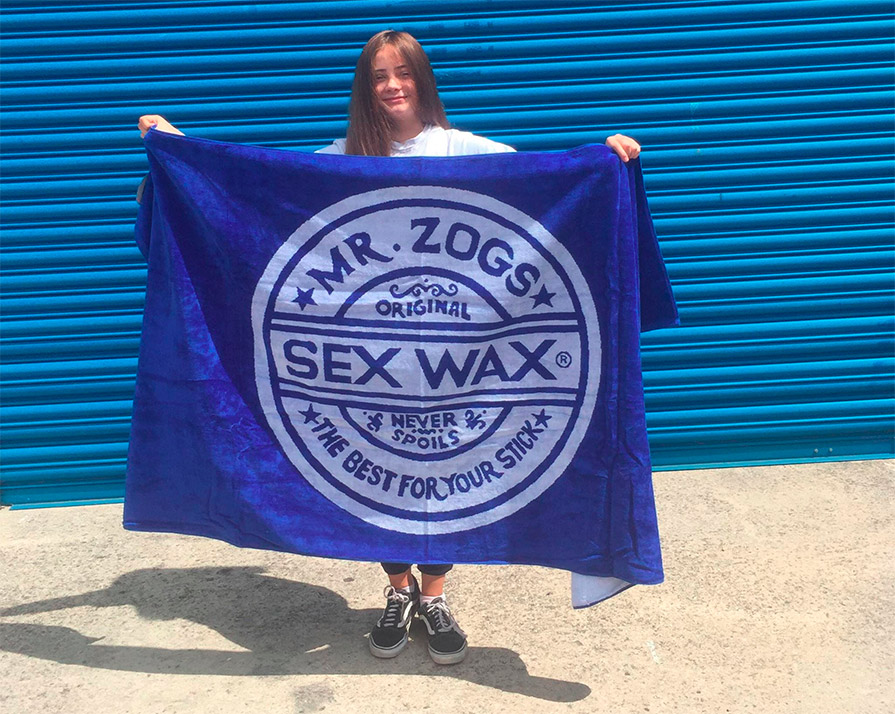 MR. ZOGS
ORIGINAL
SEX WAX®
NEVER
SPOILS
THE BEST FOR YOUR STICK